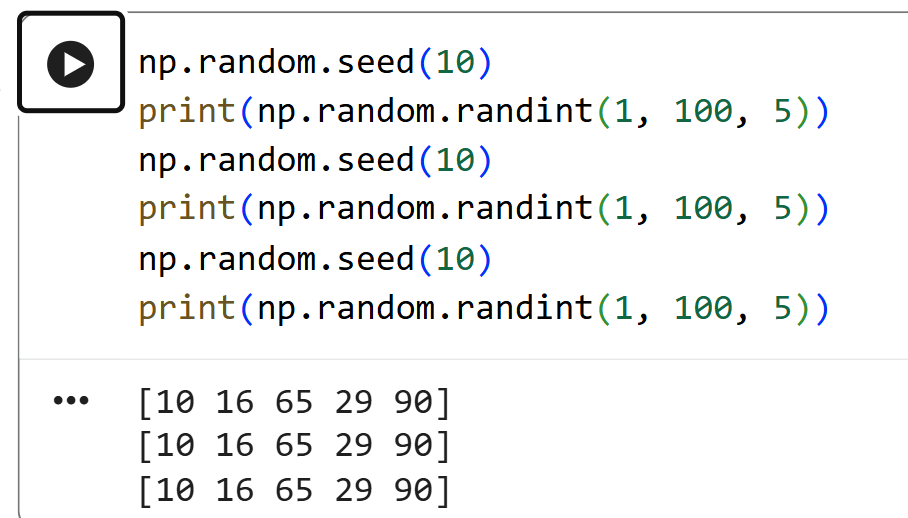 np.random.seed(10)
print(np.random.randint(1, 100, 5))
np.random.seed(10)
print(np.random.randint(1, 100, 5))
np.random.seed(10)
print(np.random.randint(1, 100, 5))
[10 16 65 29 90]
[10 16 65 29 90]
[10 16 65 29 90]